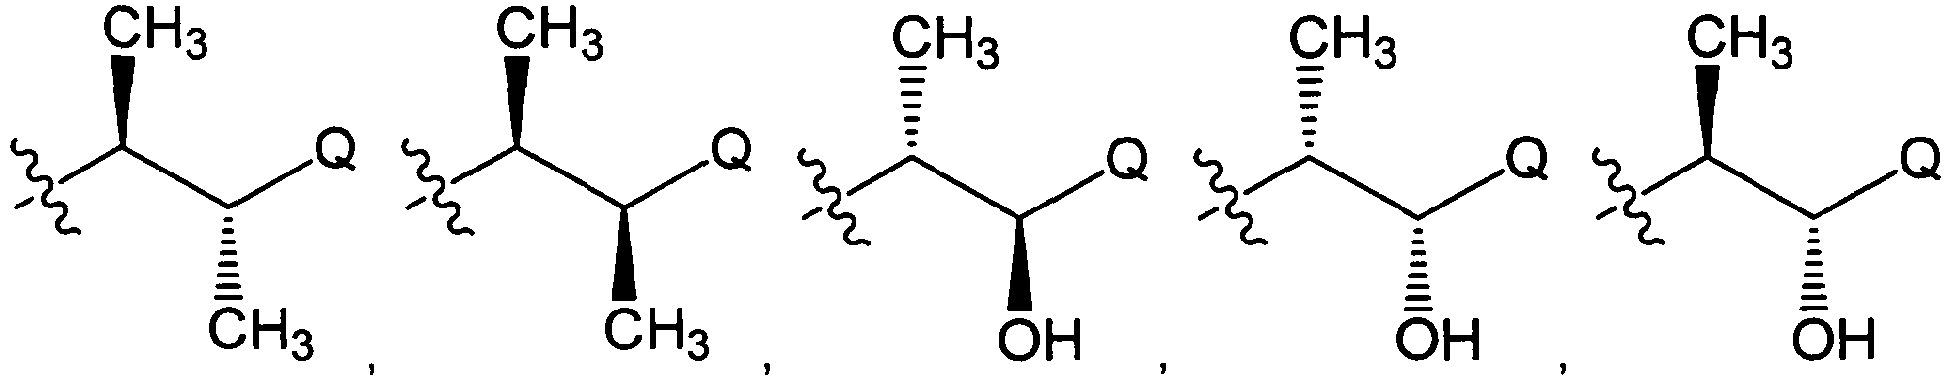 CH3 CH3 CH3 CH3 CH3
Q Q Q Q Q
CH3 , CH3 , OH , OH , OH